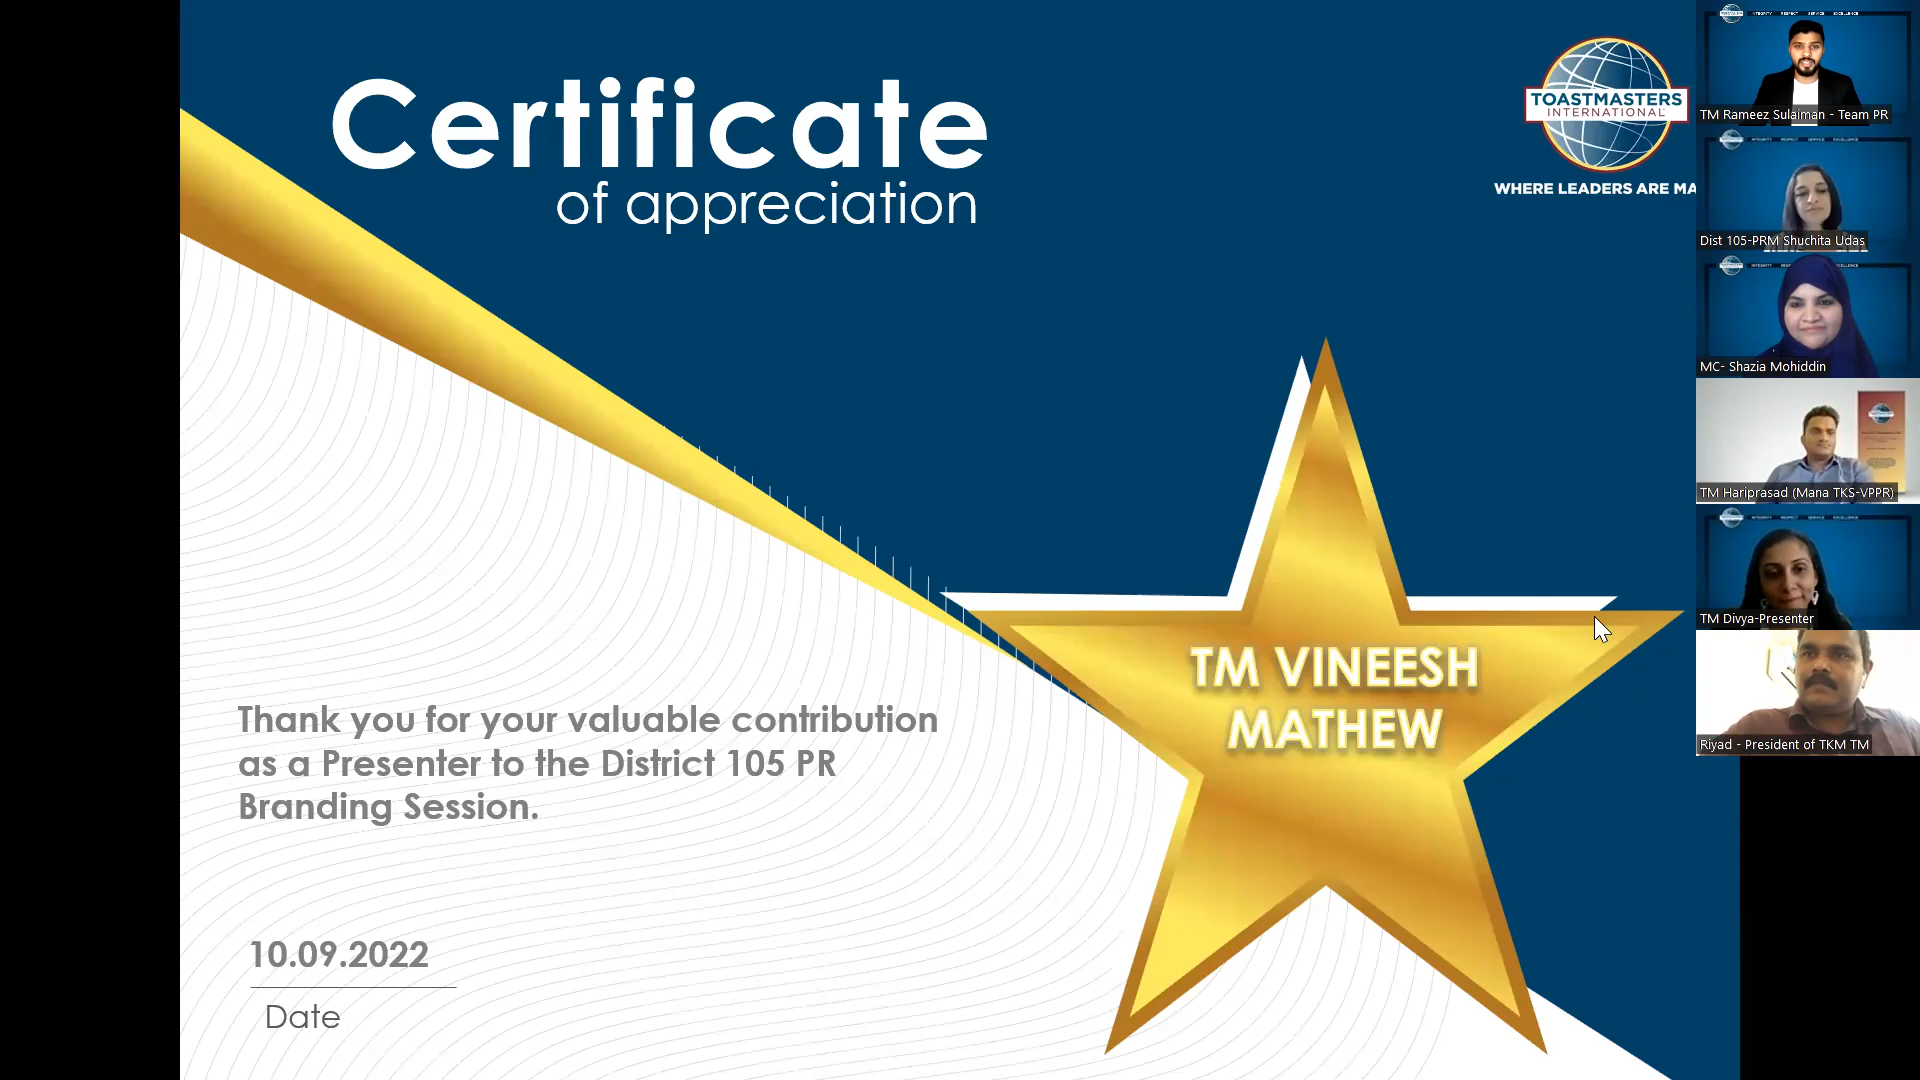 Certificate
of appreciation
TOASTMASTERS
INTERNATIONAL
WHERE LEADERS ARE MA
TM VINEESH
MATHEW
Thank you for your valuable contribution
as a Presenter to the District 105 PR
Branding Session.
10.09.2022
Date
TM Rameez Sulaiman - Team PR
Dist 105-PRM Shuchita Udas
MC- Shazia Mohiddin
TM Hariprasad (Mana TKS-VPPR)
TM Divya-Presenter
Riyad - President of TKM TM